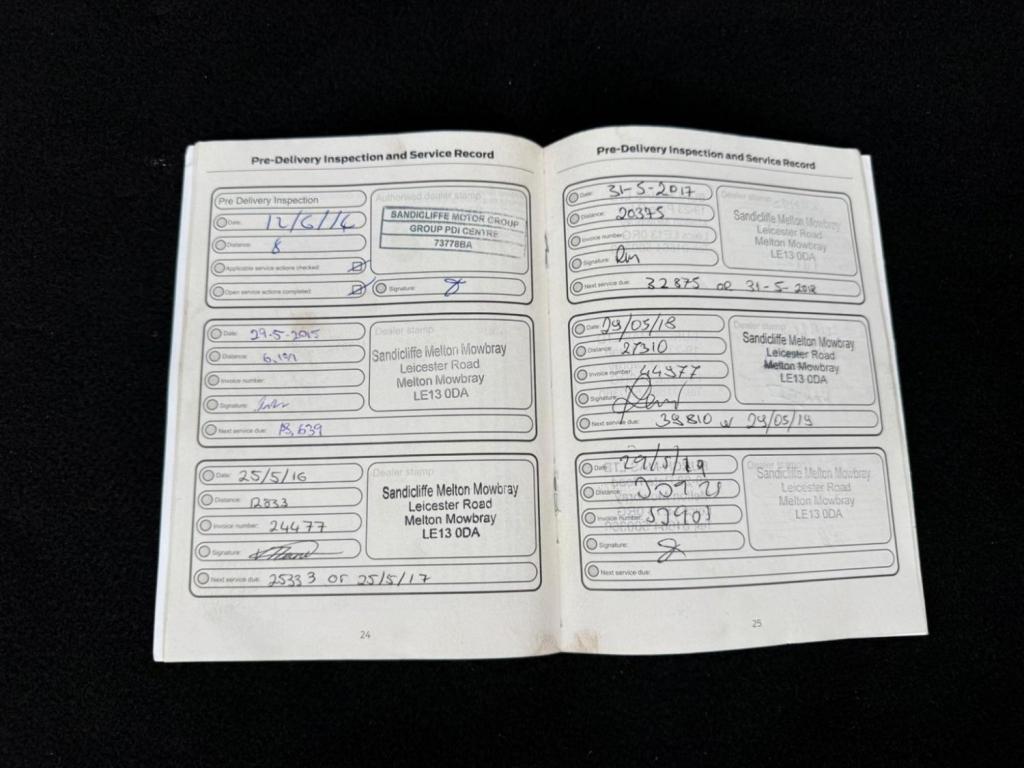 Pre-Delivery Inspection and Service Record
Pre Delivery Inspection
Date: 12/6/14
Distance: 8
Applicable service actions checked:
Open service actions completed:
Authorised dealer stamp
SANDICLIFFE MOTOR GROUP
GROUP PDI CENTRE
73778BA
Signature:
Date: 29-5-2015
Distance:
Invoice number:
Signature:
Next service due: 18,639
Dealer stamp
Sandicliffe Melton Mowbray
Leicester Road
Melton Mowbray
LE13 0DA
Date: 25/5/16
Distance: 12833
Invoice number: 24477
Signature:
Next service due: 25333 or 25/5/17
Dealer stamp
Sandicliffe Melton Mowbray
Leicester Road
Melton Mowbray
LE13 0DA
24
Pre-Delivery Inspection and Service Record
Date: 31-5-2017
Distance: 20375
Invoice number:
Signature:
Next service due: 32875 OR 31-5-2018
Dealer stamp
Sandicliffe Melton Mowbray
Leicester Road
Melton Mowbray
LE13 0DA
Date: 29/05/18
Distance: 27310
Invoice number: 44977
Signature:
Next service due: 39810 or 29/05/19
Dealer stamp
Sandicliffe Melton Mowbray
Leicester Road
Melton Mowbray
LE13 0DA
Date: 29/5/19
Distance:
Invoice number:
Signature:
Next service due:
Dealer stamp
Sandicliffe Melton Mowbray
Leicester Road
Melton Mowbray
LE13 0DA
25